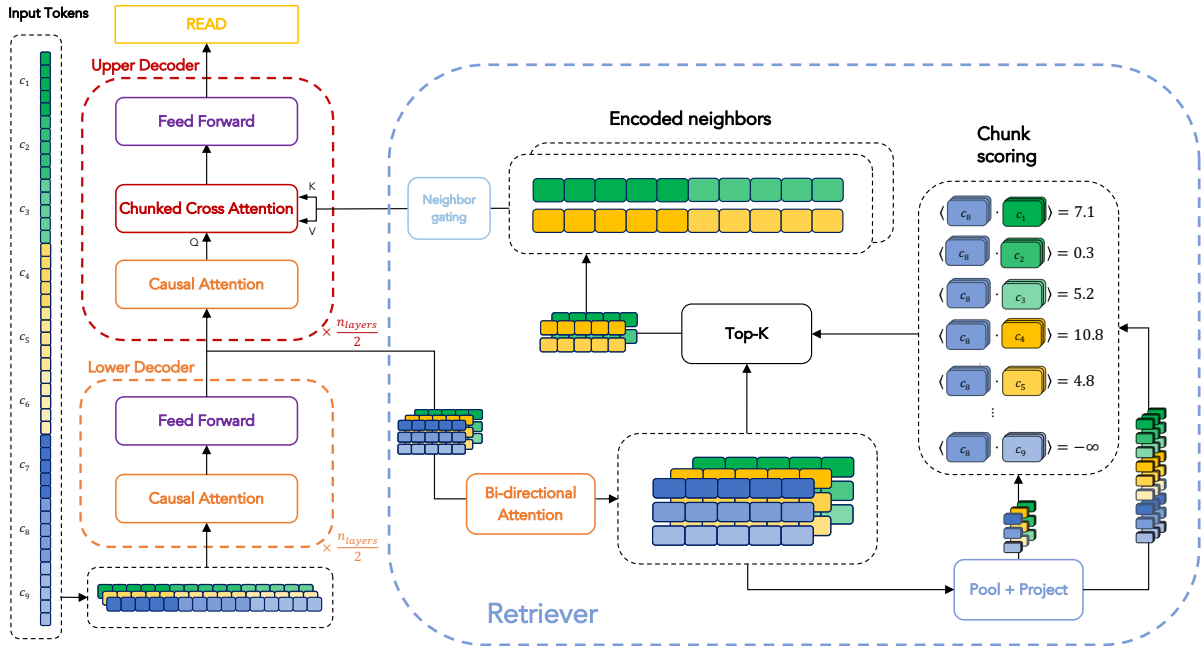 Input Tokens
c1
c2
c3
c4
c5
c6
c7
c8
c9
READ
Upper Decoder
Feed Forward
Chunked Cross Attention
K
V
Q
Causal Attention
× n_layers/2
Lower Decoder
Feed Forward
Causal Attention
× n_layers/2
Retriever
Neighbor
gating
Encoded neighbors
Top-K
Bi-directional
Attention
Pool + Project
Chunk
scoring
⟨ c8 · c1 ⟩ = 7.1
⟨ c8 · c2 ⟩ = 0.3
⟨ c8 · c3 ⟩ = 5.2
⟨ c8 · c4 ⟩ = 10.8
⟨ c8 · c5 ⟩ = 4.8
⋮
⟨ c8 · c9 ⟩ = −∞